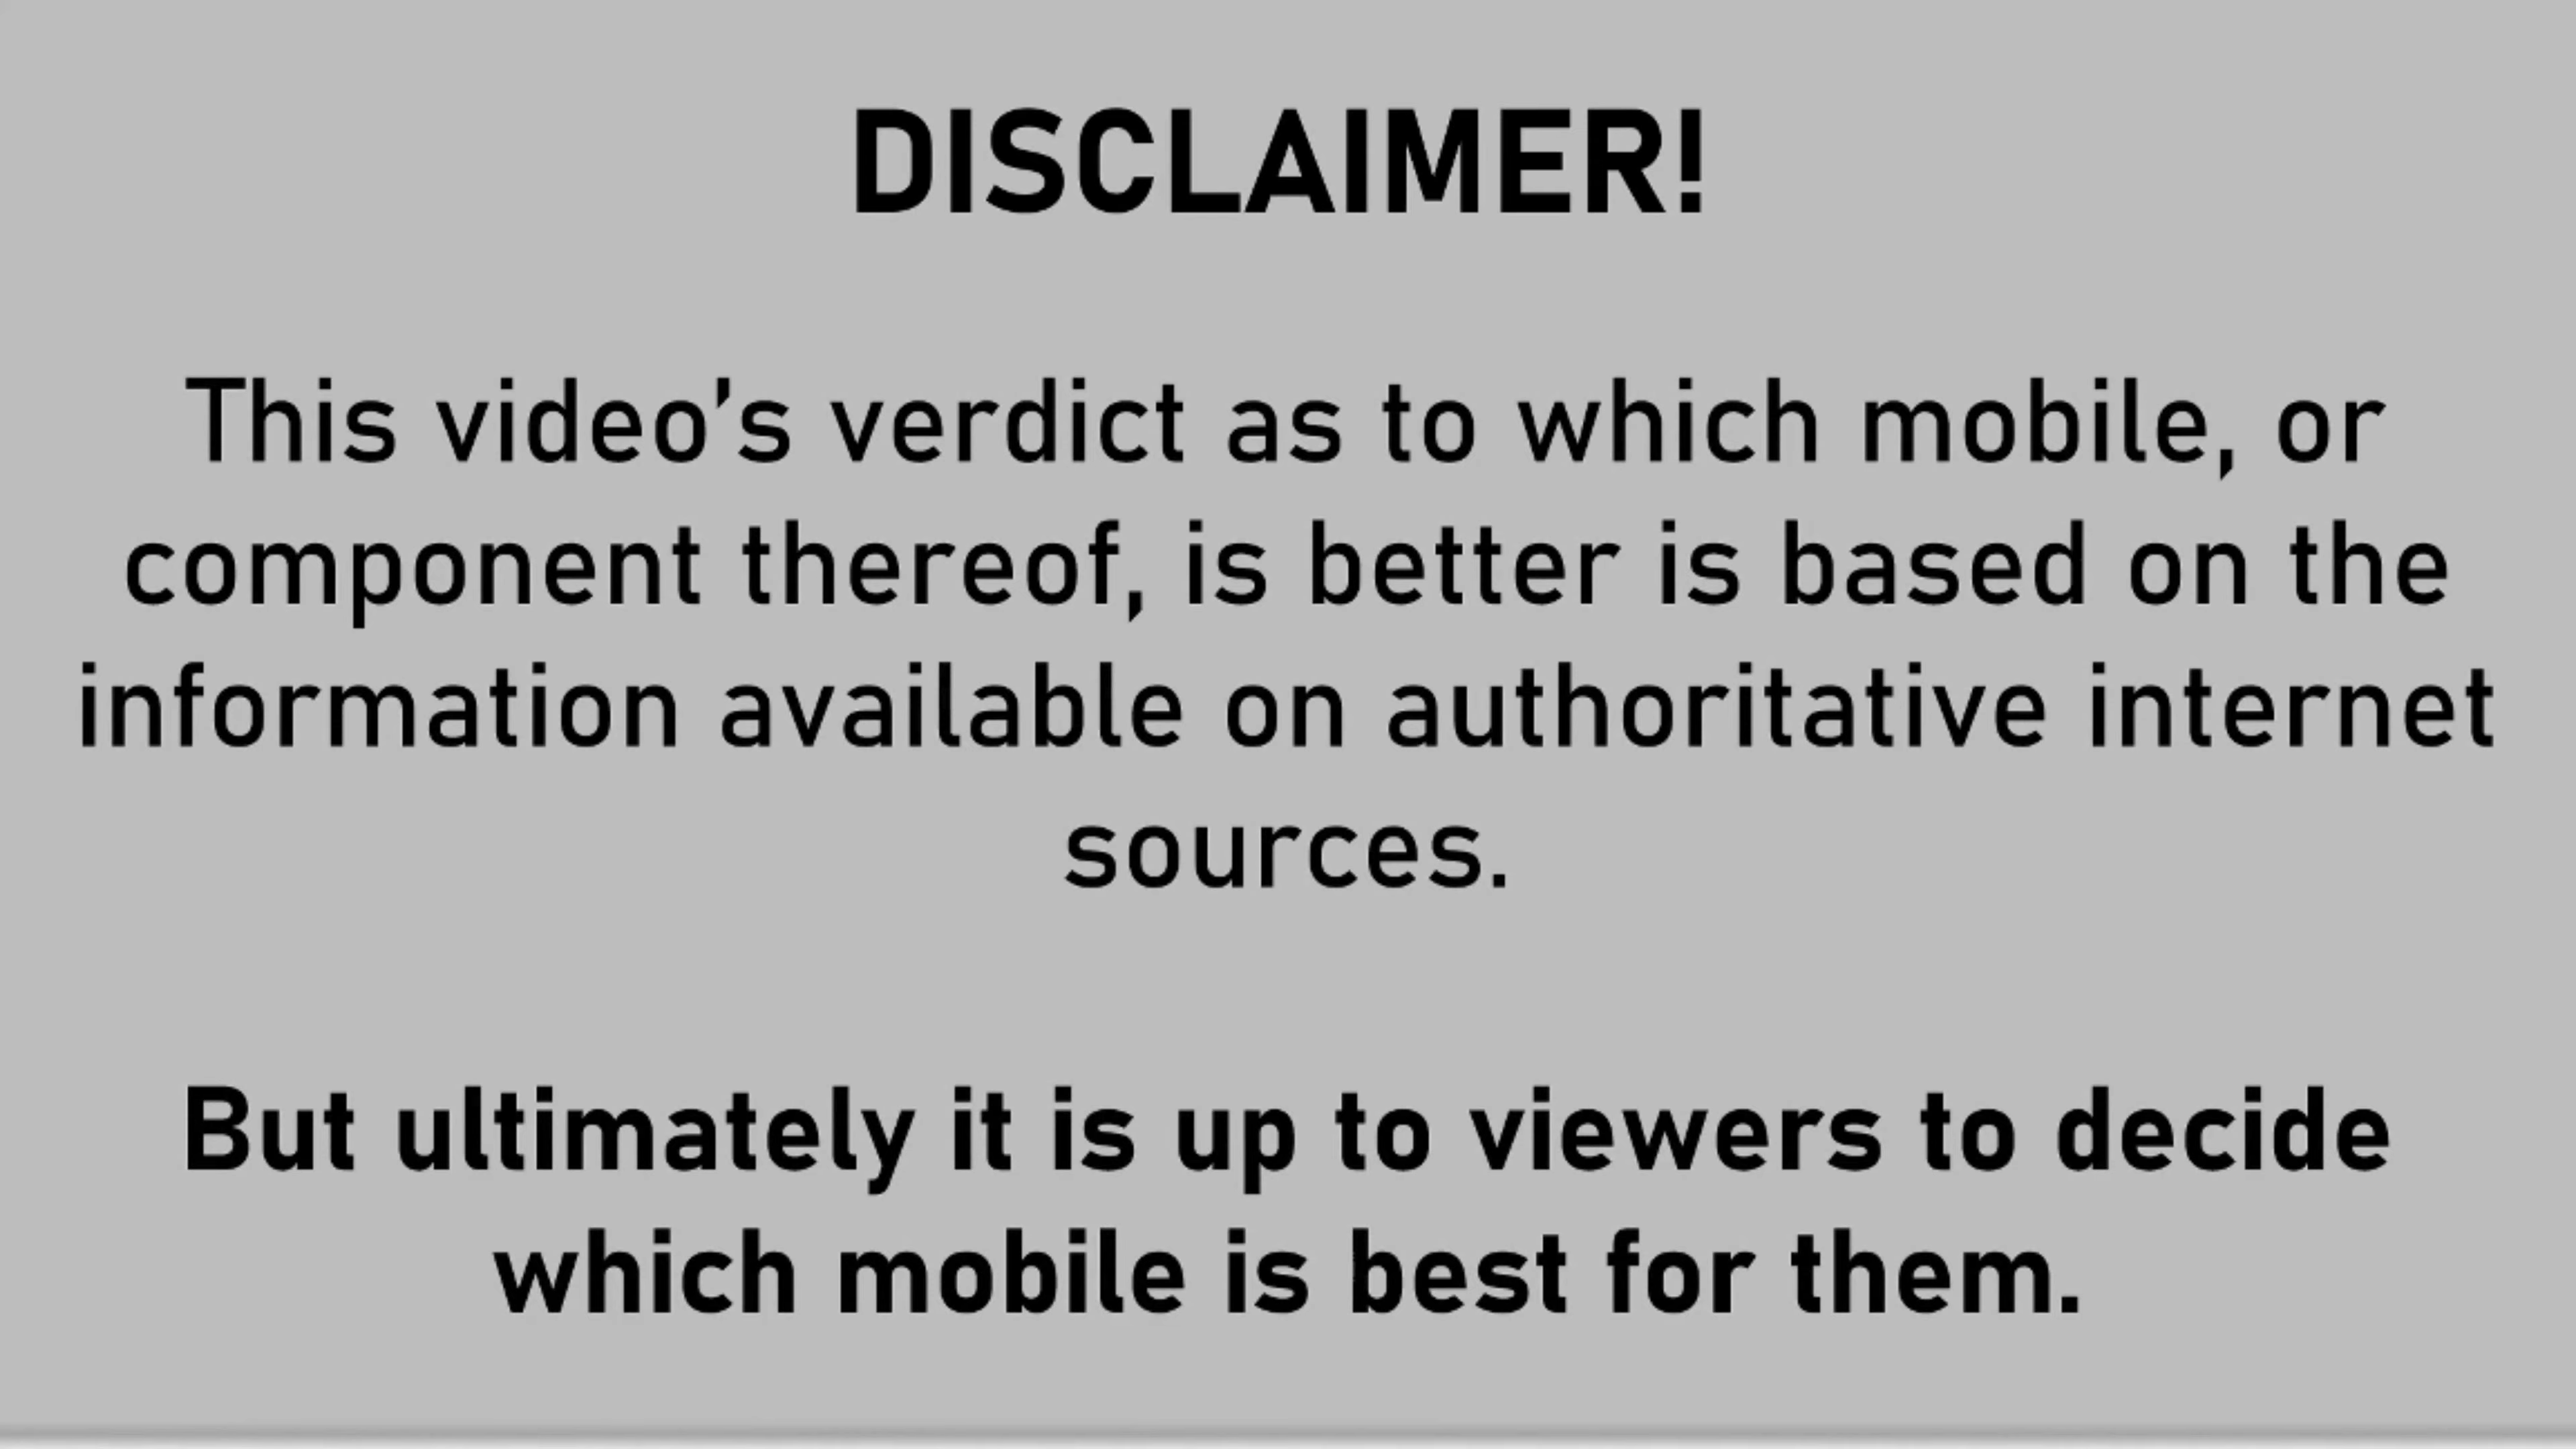 DISCLAIMER!
This video’s verdict as to which mobile, or
component thereof, is better is based on the
information available on authoritative internet
sources.
But ultimately it is up to viewers to decide
which mobile is best for them.